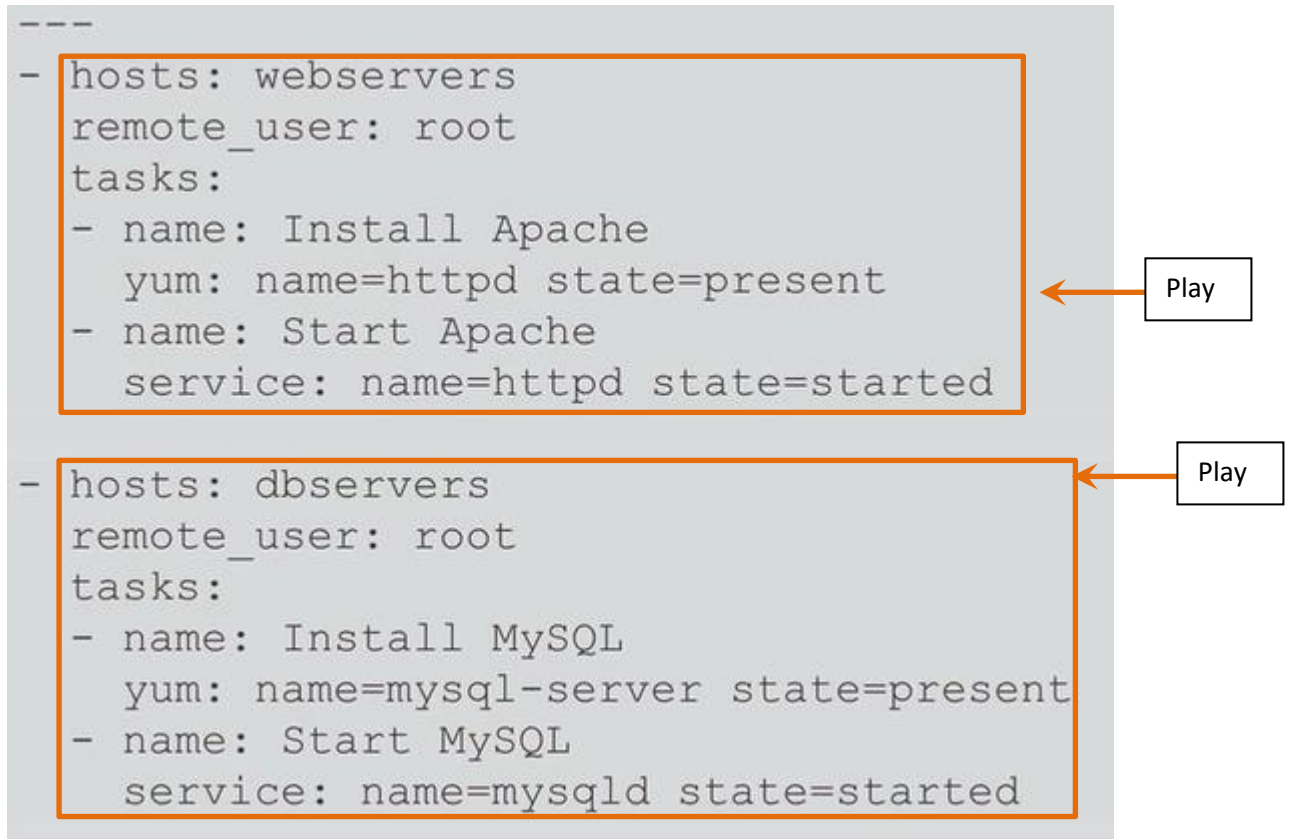 ---
- hosts: webservers
  remote_user: root
  tasks:
  - name: Install Apache
    yum: name=httpd state=present
  - name: Start Apache
    service: name=httpd state=started
Play
- hosts: dbservers
  remote_user: root
  tasks:
  - name: Install MySQL
    yum: name=mysql-server state=present
  - name: Start MySQL
    service: name=mysqld state=started
Play